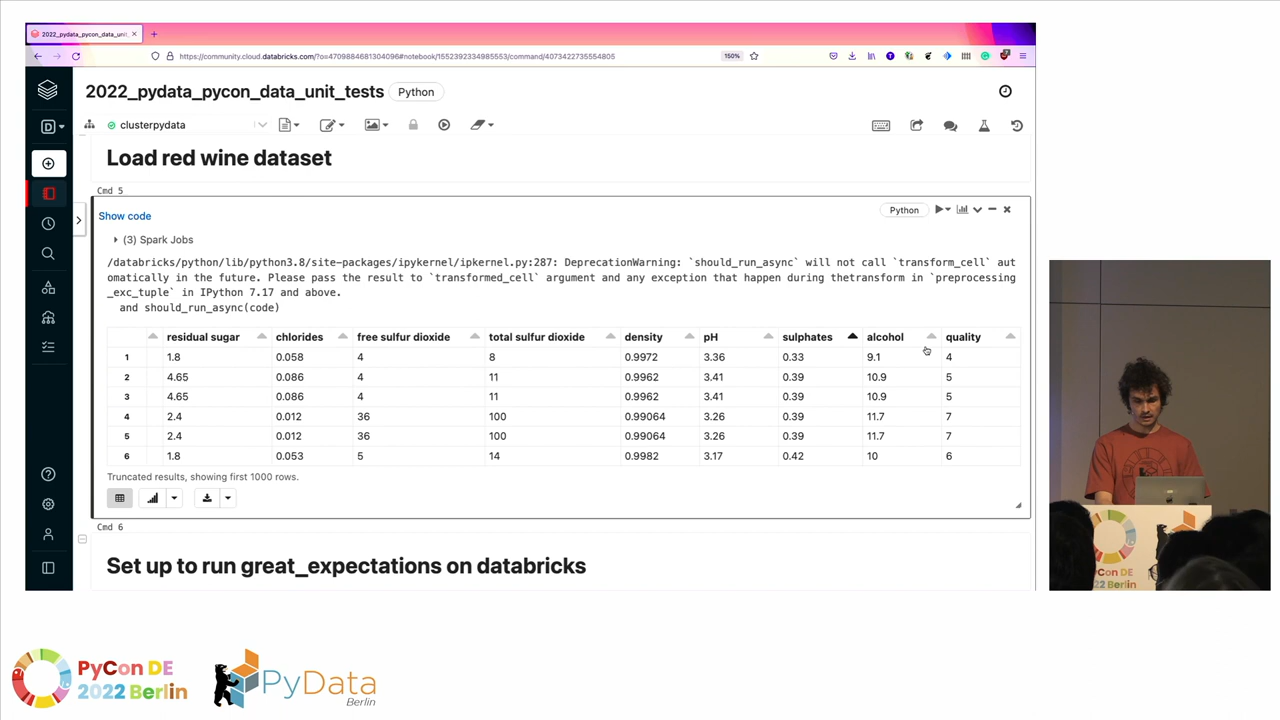 2022_pydata_pycon_data_unit_
https://community.cloud.databricks.com/?o=4709884681304096#notebook/1552392334985553/command/4073422735554805
150%
2022_pydata_pycon_data_unit_tests Python
clusterpydata
Load red wine dataset
Cmd 5
Show code
Python
(3) Spark Jobs
/databricks/python/lib/python3.8/site-packages/ipykernel/ipkernel.py:287: DeprecationWarning: `should_run_async` will not call `transform_cell` aut
omatically in the future. Please pass the result to `transformed_cell` argument and any exception that happen during thetransform in `preprocessing
_exc_tuple` in IPython 7.17 and above.
and should_run_async(code)
residual sugar chlorides free sulfur dioxide total sulfur dioxide density pH sulphates alcohol quality
1 1.8 0.058 4 8 0.9972 3.36 0.33 9.1 4
2 4.65 0.086 4 11 0.9962 3.41 0.39 10.9 5
3 4.65 0.086 4 11 0.9962 3.41 0.39 10.9 5
4 2.4 0.012 36 100 0.99064 3.26 0.39 11.7 7
5 2.4 0.012 36 100 0.99064 3.26 0.39 11.7 7
6 1.8 0.053 5 14 0.9982 3.17 0.42 10 6
Truncated results, showing first 1000 rows.
Cmd 6
Set up to run great_expectations on databricks
PyCon DE
2022 Berlin
PyData
Berlin
PyCon DE
2022 Berlin